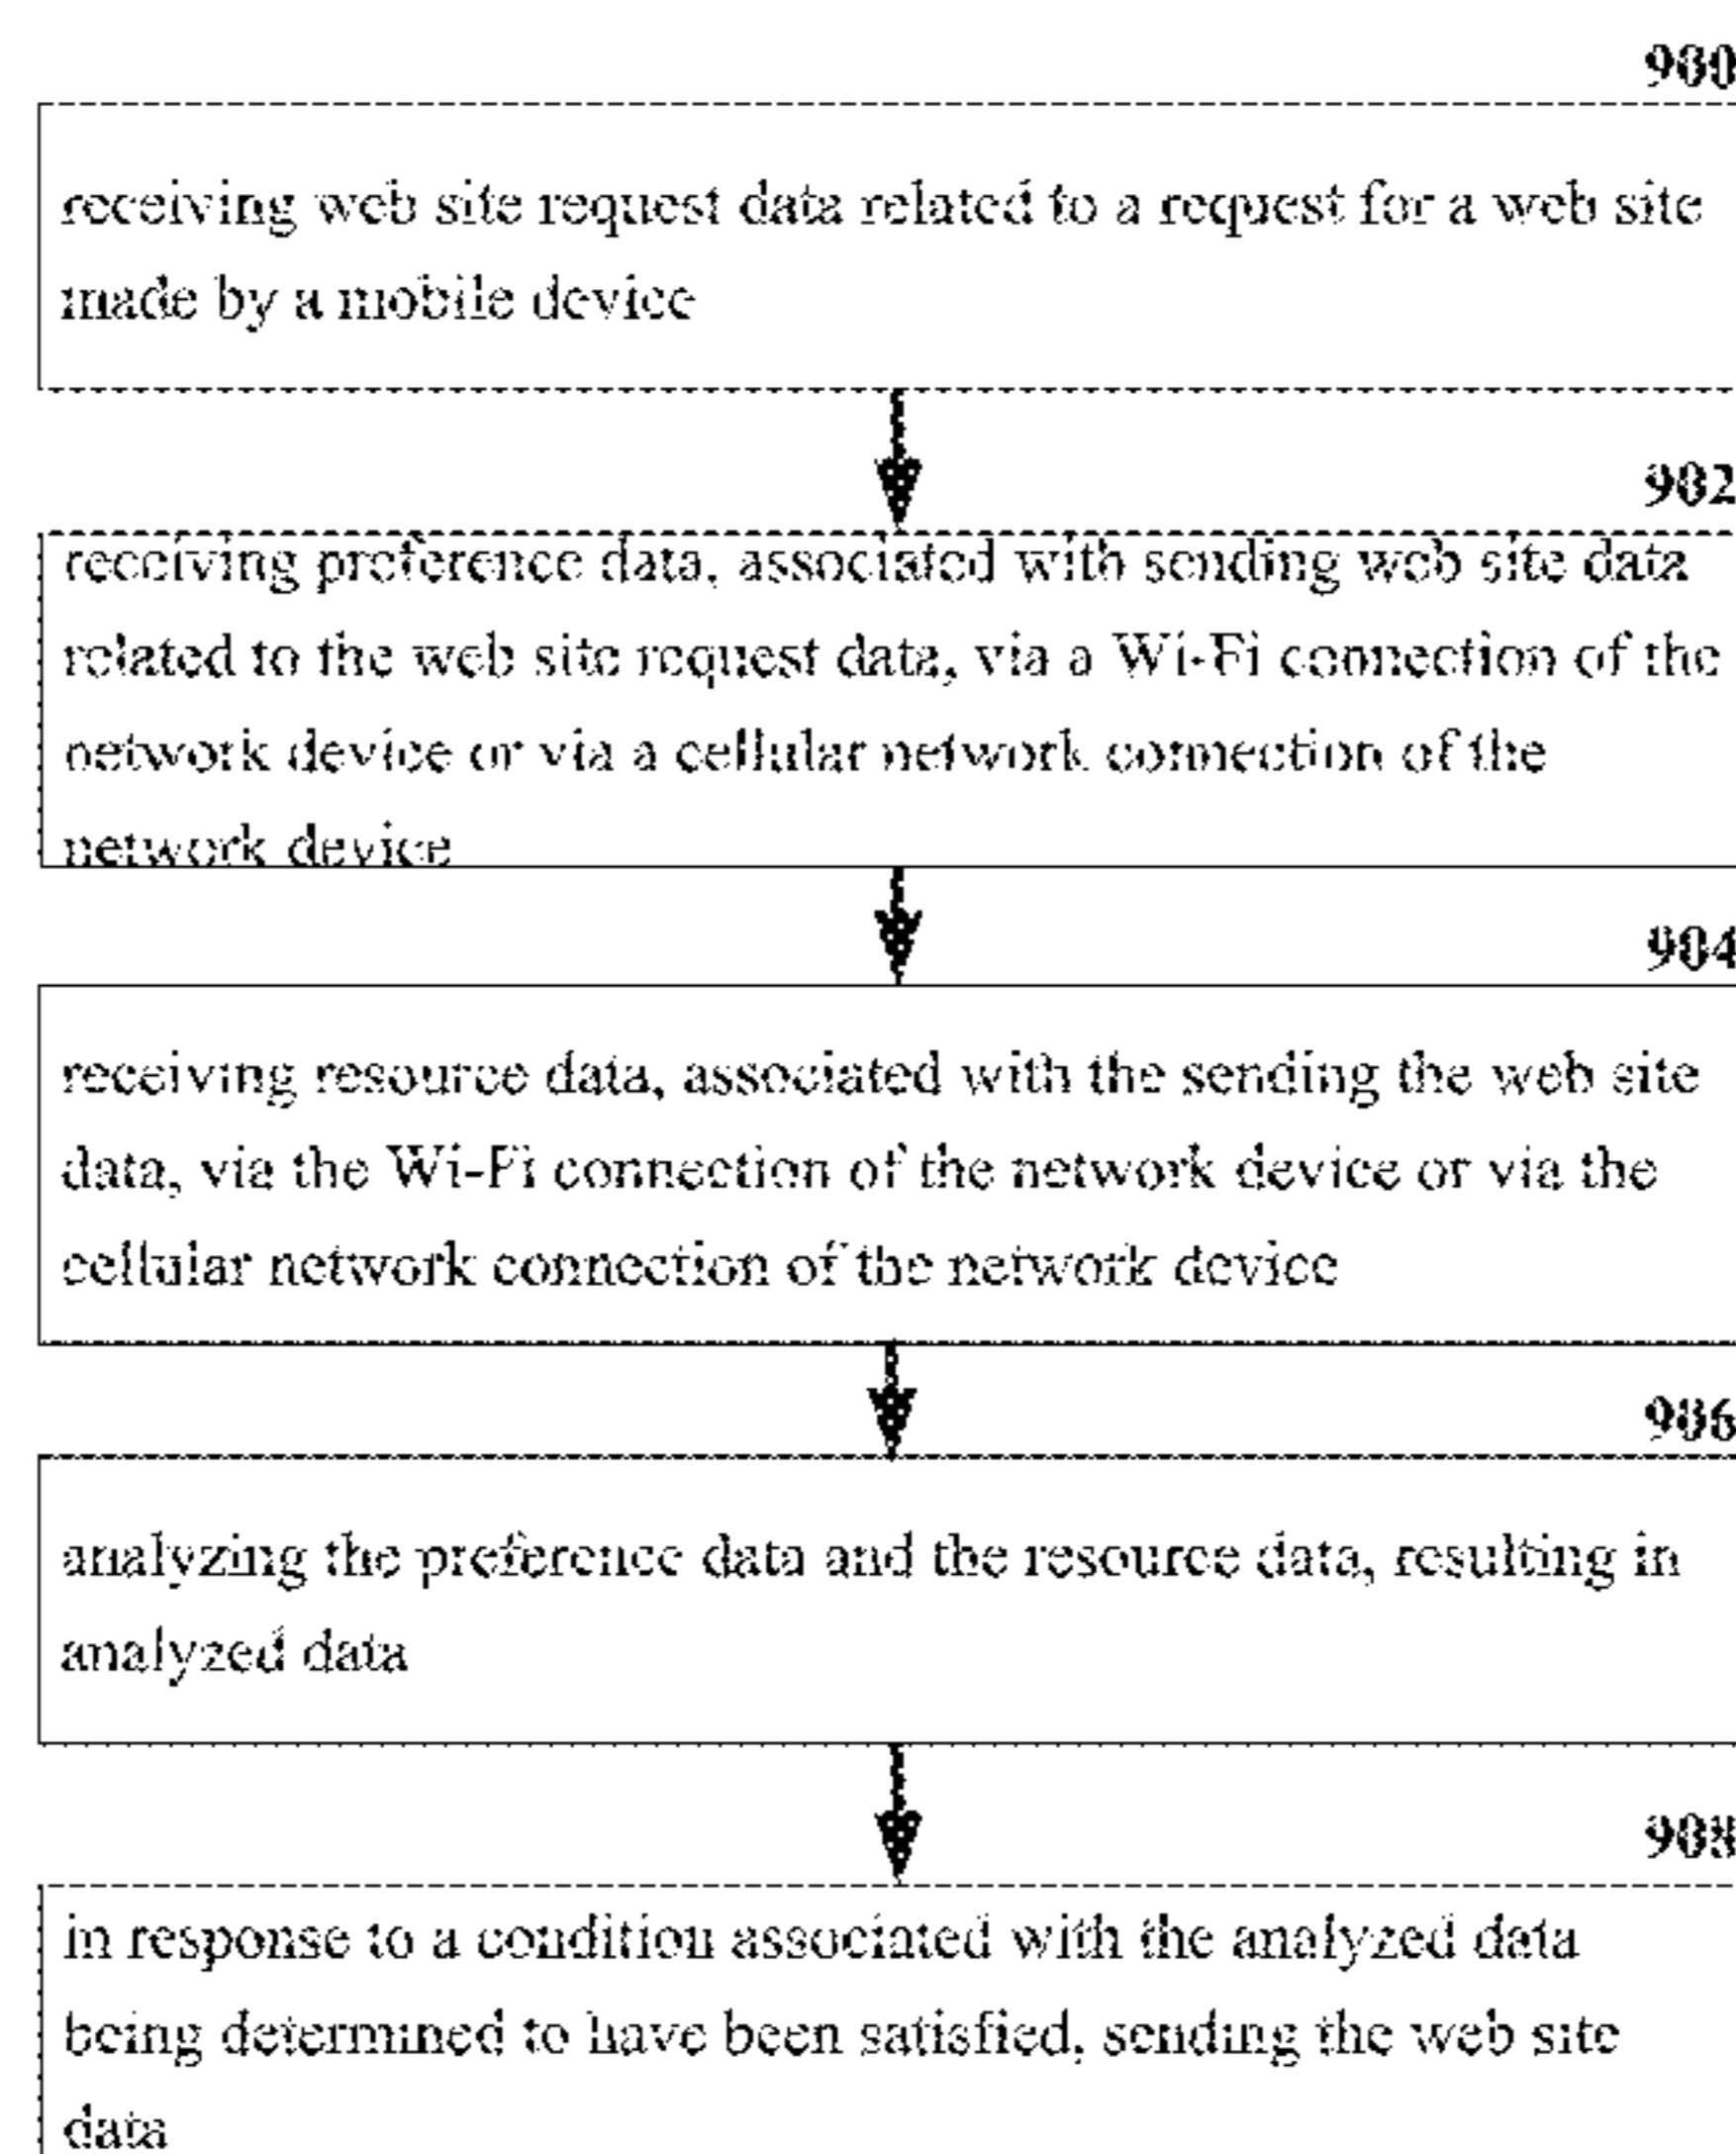 900
receiving web site request data related to a request for a web site
made by a mobile device
902
receiving preference data, associated with sending web site data
related to the web site request data, via a Wi-Fi connection of the
network device or via a cellular network connection of the
network device
904
receiving resource data, associated with the sending the web site
data, via the Wi-Fi connection of the network device or via the
cellular network connection of the network device
906
analyzing the preference data and the resource data, resulting in
analyzed data
908
in response to a condition associated with the analyzed data
being determined to have been satisfied, sending the web site
data